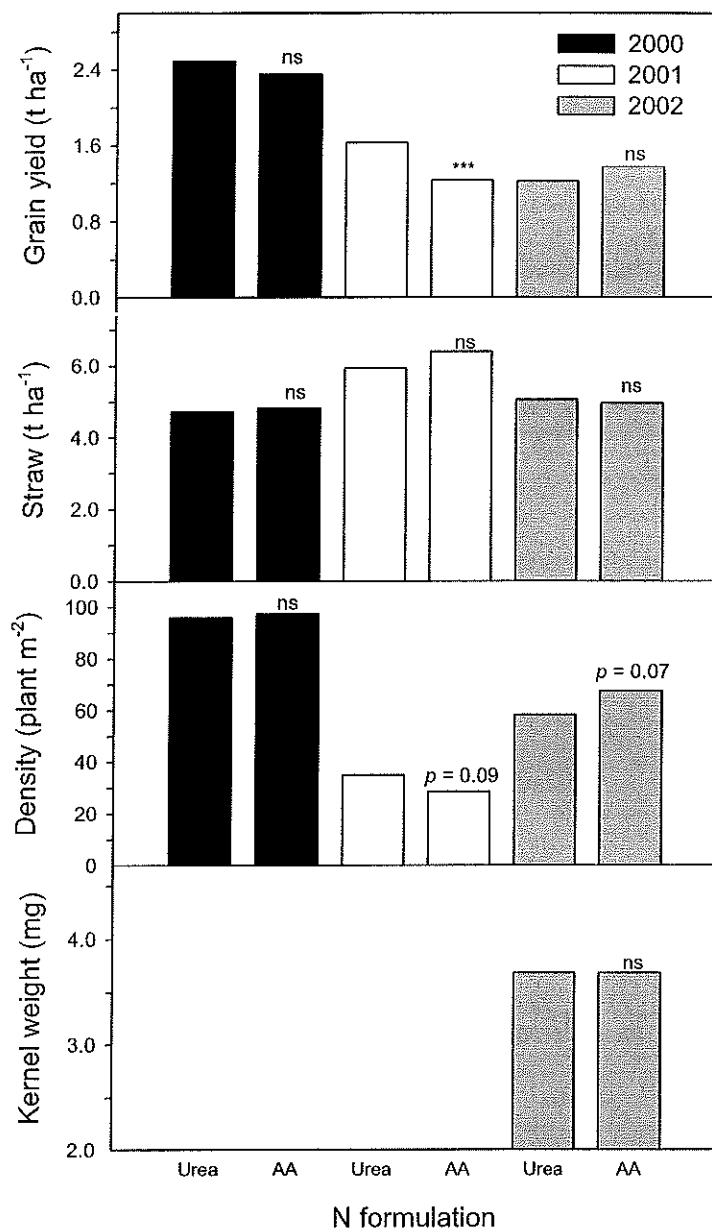 Grain yield (t ha⁻¹)
2.4
1.6
0.8
0.0
ns
***
ns
2000
2001
2002
Straw (t ha⁻¹)
6.0
4.0
2.0
0.0
ns
ns
ns
Density (plant m⁻²)
100
80
60
40
20
0
ns
p = 0.09
p = 0.07
Kernel weight (mg)
4.0
3.0
2.0
ns
Urea AA Urea AA Urea AA
N formulation